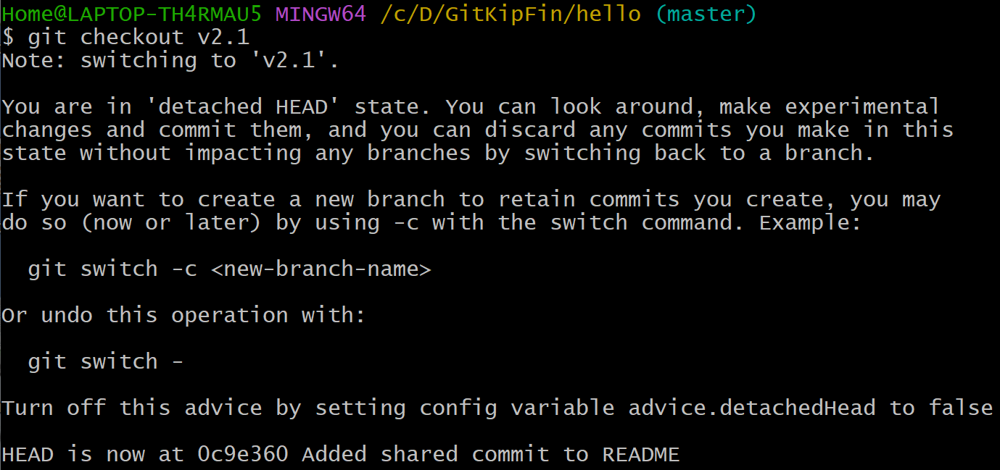 Home@LAPTOP-TH4RMAU5 MINGW64 /c/D/GitKipFin/hello (master)
$ git checkout v2.1
Note: switching to 'v2.1'.
You are in 'detached HEAD' state. You can look around, make experimental
changes and commit them, and you can discard any commits you make in this
state without impacting any branches by switching back to a branch.
If you want to create a new branch to retain commits you create, you may
do so (now or later) by using -c with the switch command. Example:
git switch -c <new-branch-name>
Or undo this operation with:
git switch -
Turn off this advice by setting config variable advice.detachedHead to false
HEAD is now at 0c9e360 Added shared commit to README